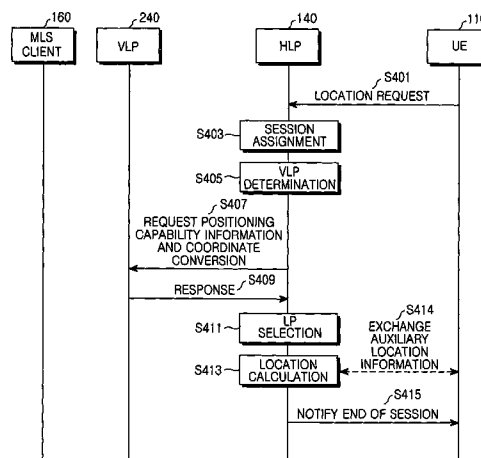 160
240
140
110
MLS
CLIENT
VLP
HLP
UE
S401
LOCATION REQUEST
S403
SESSION
ASSIGNMENT
S405
VLP
DETERMINATION
S407
REQUEST POSITIONING
CAPABILITY INFORMATION
AND COORDINATE
CONVERSION
S409
RESPONSE
S411
LP
SELECTION
S414
EXCHANGE
AUXILIARY
LOCATION
INFORMATION
S413
LOCATION
CALCULATION
S415
NOTIFY END OF SESSION